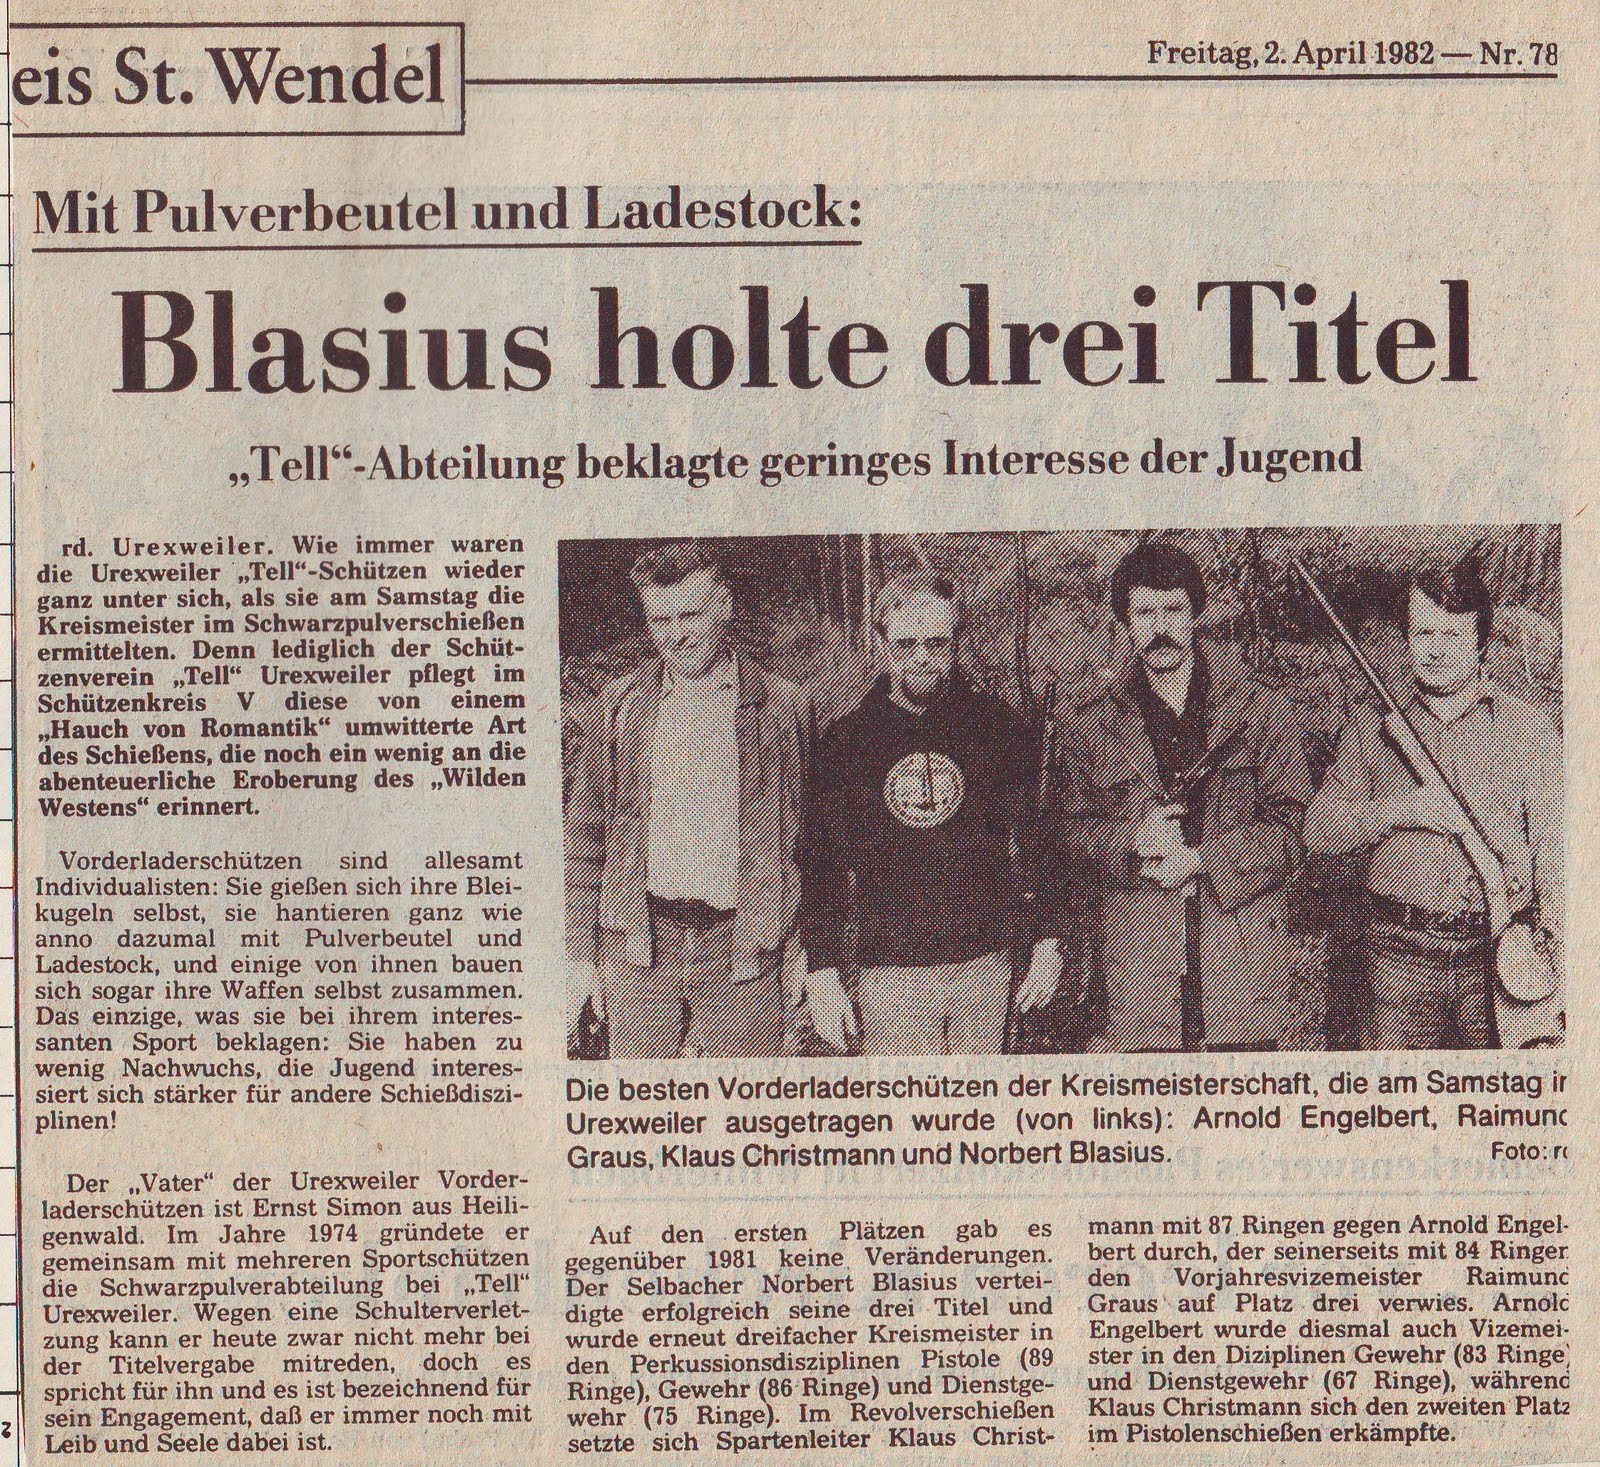 eis St. Wendel
Freitag, 2. April 1982 — Nr. 78
Mit Pulverbeutel und Ladestock:
Blasius holte drei Titel
„Tell“-Abteilung beklagte geringes Interesse der Jugend
rd. Urexweiler. Wie immer waren
die Urexweiler „Tell“-Schützen wieder
ganz unter sich, als sie am Samstag die
Kreismeister im Schwarzpulverschießen
ermittelten. Denn lediglich der Schüt-
zenverein „Tell“ Urexweiler pflegt im
Schützenkreis V diese von einem
„Hauch von Romantik“ umwitterte Art
des Schießens, die noch ein wenig an die
abenteuerliche Eroberung des „Wilden
Westens“ erinnert.
Vorderladerschützen sind allesamt
Individualisten: Sie gießen sich ihre Blei-
kugeln selbst, sie hantieren ganz wie
anno dazumal mit Pulverbeutel und
Ladestock, und einige von ihnen bauen
sich sogar ihre Waffen selbst zusammen.
Das einzige, was sie bei ihrem interes-
santen Sport beklagen: Sie haben zu
wenig Nachwuchs, die Jugend interes-
siert sich stärker für andere Schießdiszi-
plinen!
Der „Vater“ der Urexweiler Vorder-
laderschützen ist Ernst Simon aus Heili-
genwald. Im Jahre 1974 gründete er
gemeinsam mit mehreren Sportschützen
die Schwarzpulverabteilung bei „Tell“
Urexweiler. Wegen eine Schulterverlet-
zung kann er heute zwar nicht mehr bei
der Titelvergabe mitreden, doch es
spricht für ihn und es ist bezeichnend für
sein Engagement, daß er immer noch mit
Leib und Seele dabei ist.
Die besten Vorderladerschützen der Kreismeisterschaft, die am Samstag in
Urexweiler ausgetragen wurde (von links): Arnold Engelbert, Raimund
Graus, Klaus Christmann und Norbert Blasius.
Foto: rd
Auf den ersten Plätzen gab es
gegenüber 1981 keine Veränderungen.
Der Selbacher Norbert Blasius vertei-
digte erfolgreich seine drei Titel und
wurde erneut dreifacher Kreismeister in
den Perkussionsdisziplinen Pistole (89
Ringe), Gewehr (86 Ringe) und Dienstge-
wehr (75 Ringe). Im Revolverschießen
setzte sich Spartenleiter Klaus Christ-
mann mit 87 Ringen gegen Arnold Engel-
bert durch, der seinerseits mit 84 Ringen
den Vorjahresvizemeister Raimund
Graus auf Platz drei verwies. Arnold
Engelbert wurde diesmal auch Vizemei-
ster in den Diziplinen Gewehr (83 Ringe)
und Dienstgewehr (67 Ringe), während
Klaus Christmann sich den zweiten Platz
im Pistolenschießen erkämpfte.
2